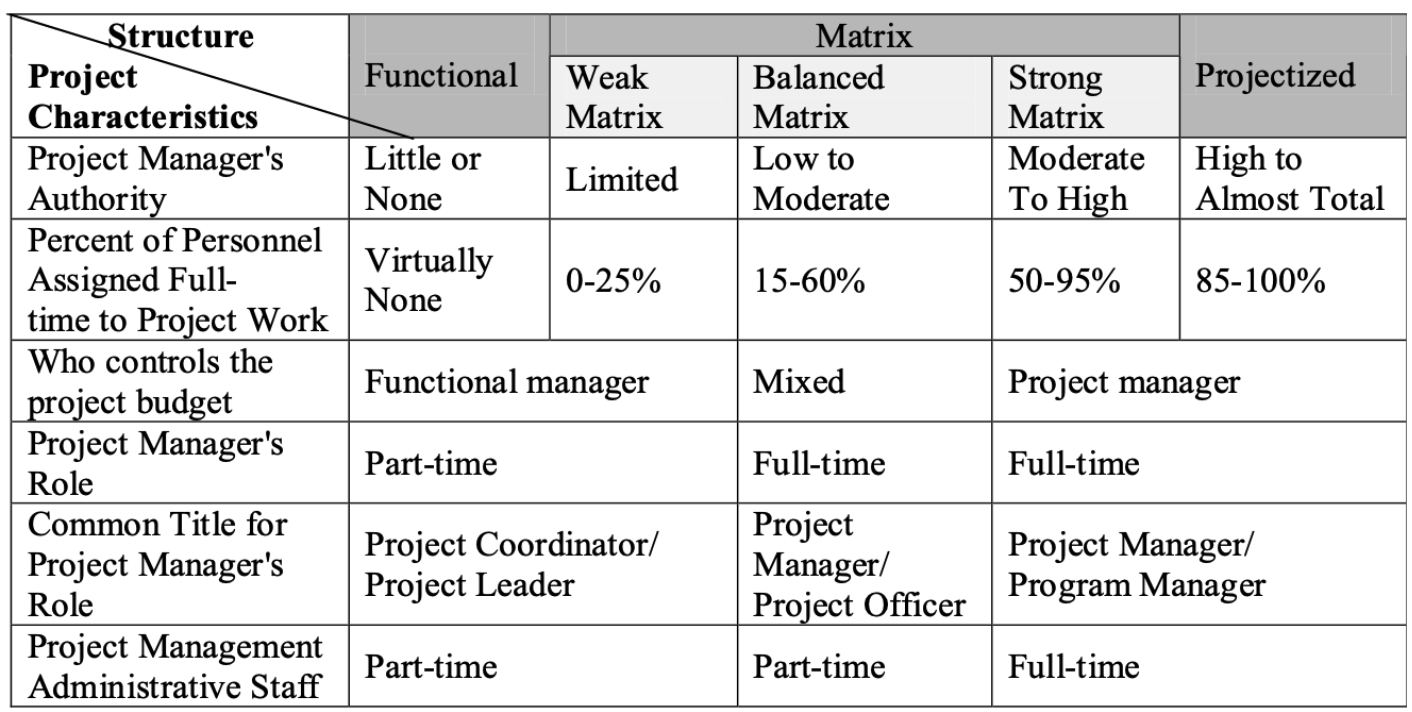 Structure
Project
Characteristics
Functional
Matrix
Weak
Matrix
Balanced
Matrix
Strong
Matrix
Projectized
Project Manager's
Authority
Little or
None
Limited
Low to
Moderate
Moderate
To High
High to
Almost Total
Percent of Personnel
Assigned Full-
time to Project Work
Virtually
None
0-25%
15-60%
50-95%
85-100%
Who controls the
project budget
Functional manager
Mixed
Project manager
Project Manager's
Role
Part-time
Full-time
Full-time
Common Title for
Project Manager's
Role
Project Coordinator/
Project Leader
Project
Manager/
Project Officer
Project Manager/
Program Manager
Project Management
Administrative Staff
Part-time
Part-time
Full-time